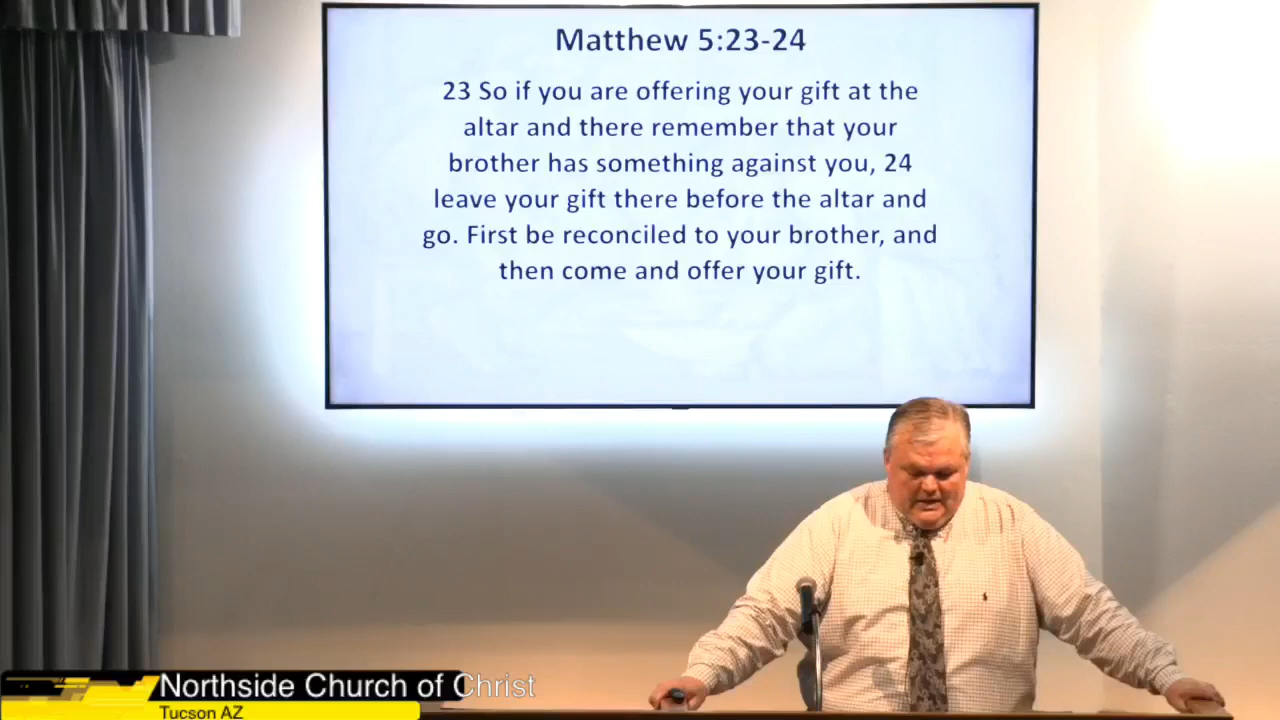 Matthew 5:23-24
23 So if you are offering your gift at the
altar and there remember that your
brother has something against you, 24
leave your gift there before the altar and
go. First be reconciled to your brother, and
then come and offer your gift.
Northside Church of Christ
Tucson AZ